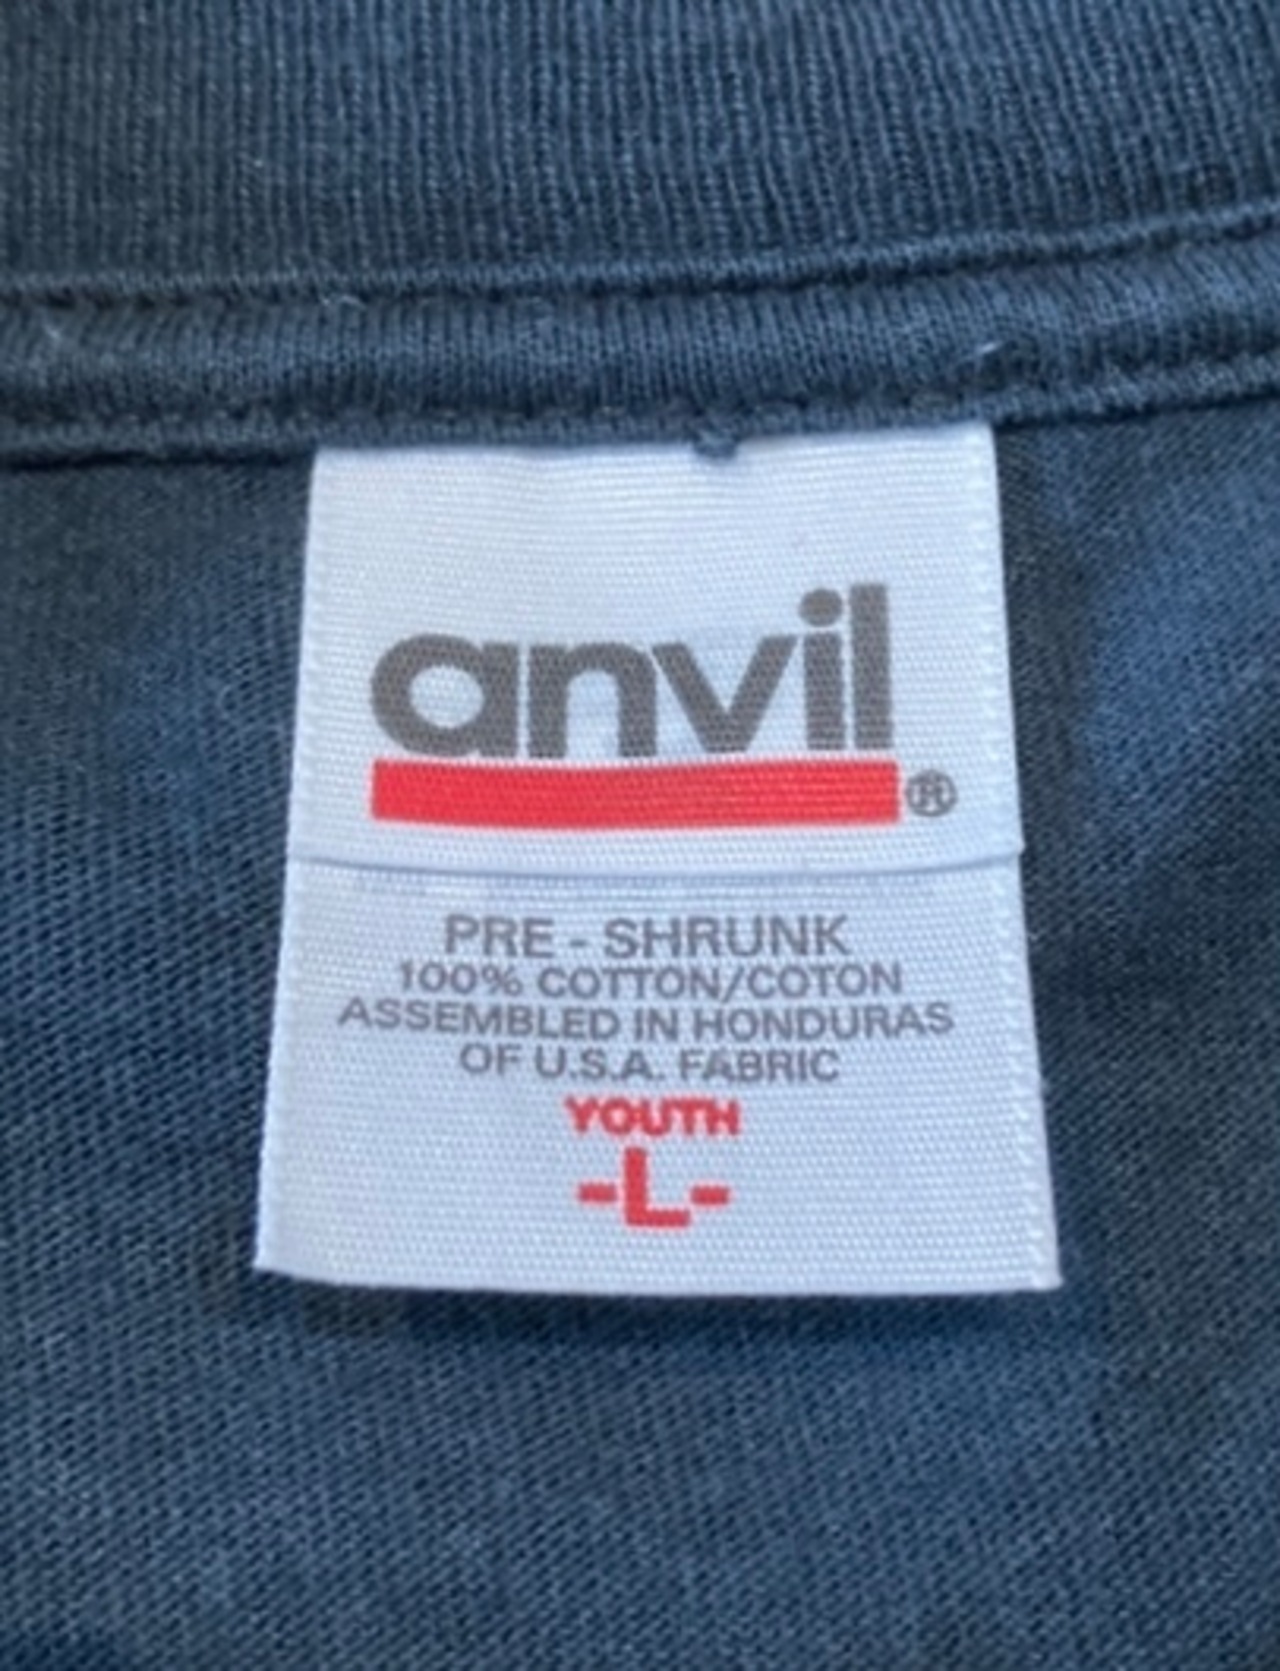 anvil
®
PRE - SHRUNK
100% COTTON/COTON
ASSEMBLED IN HONDURAS
OF U.S.A. FABRIC
YOUTH
-L-